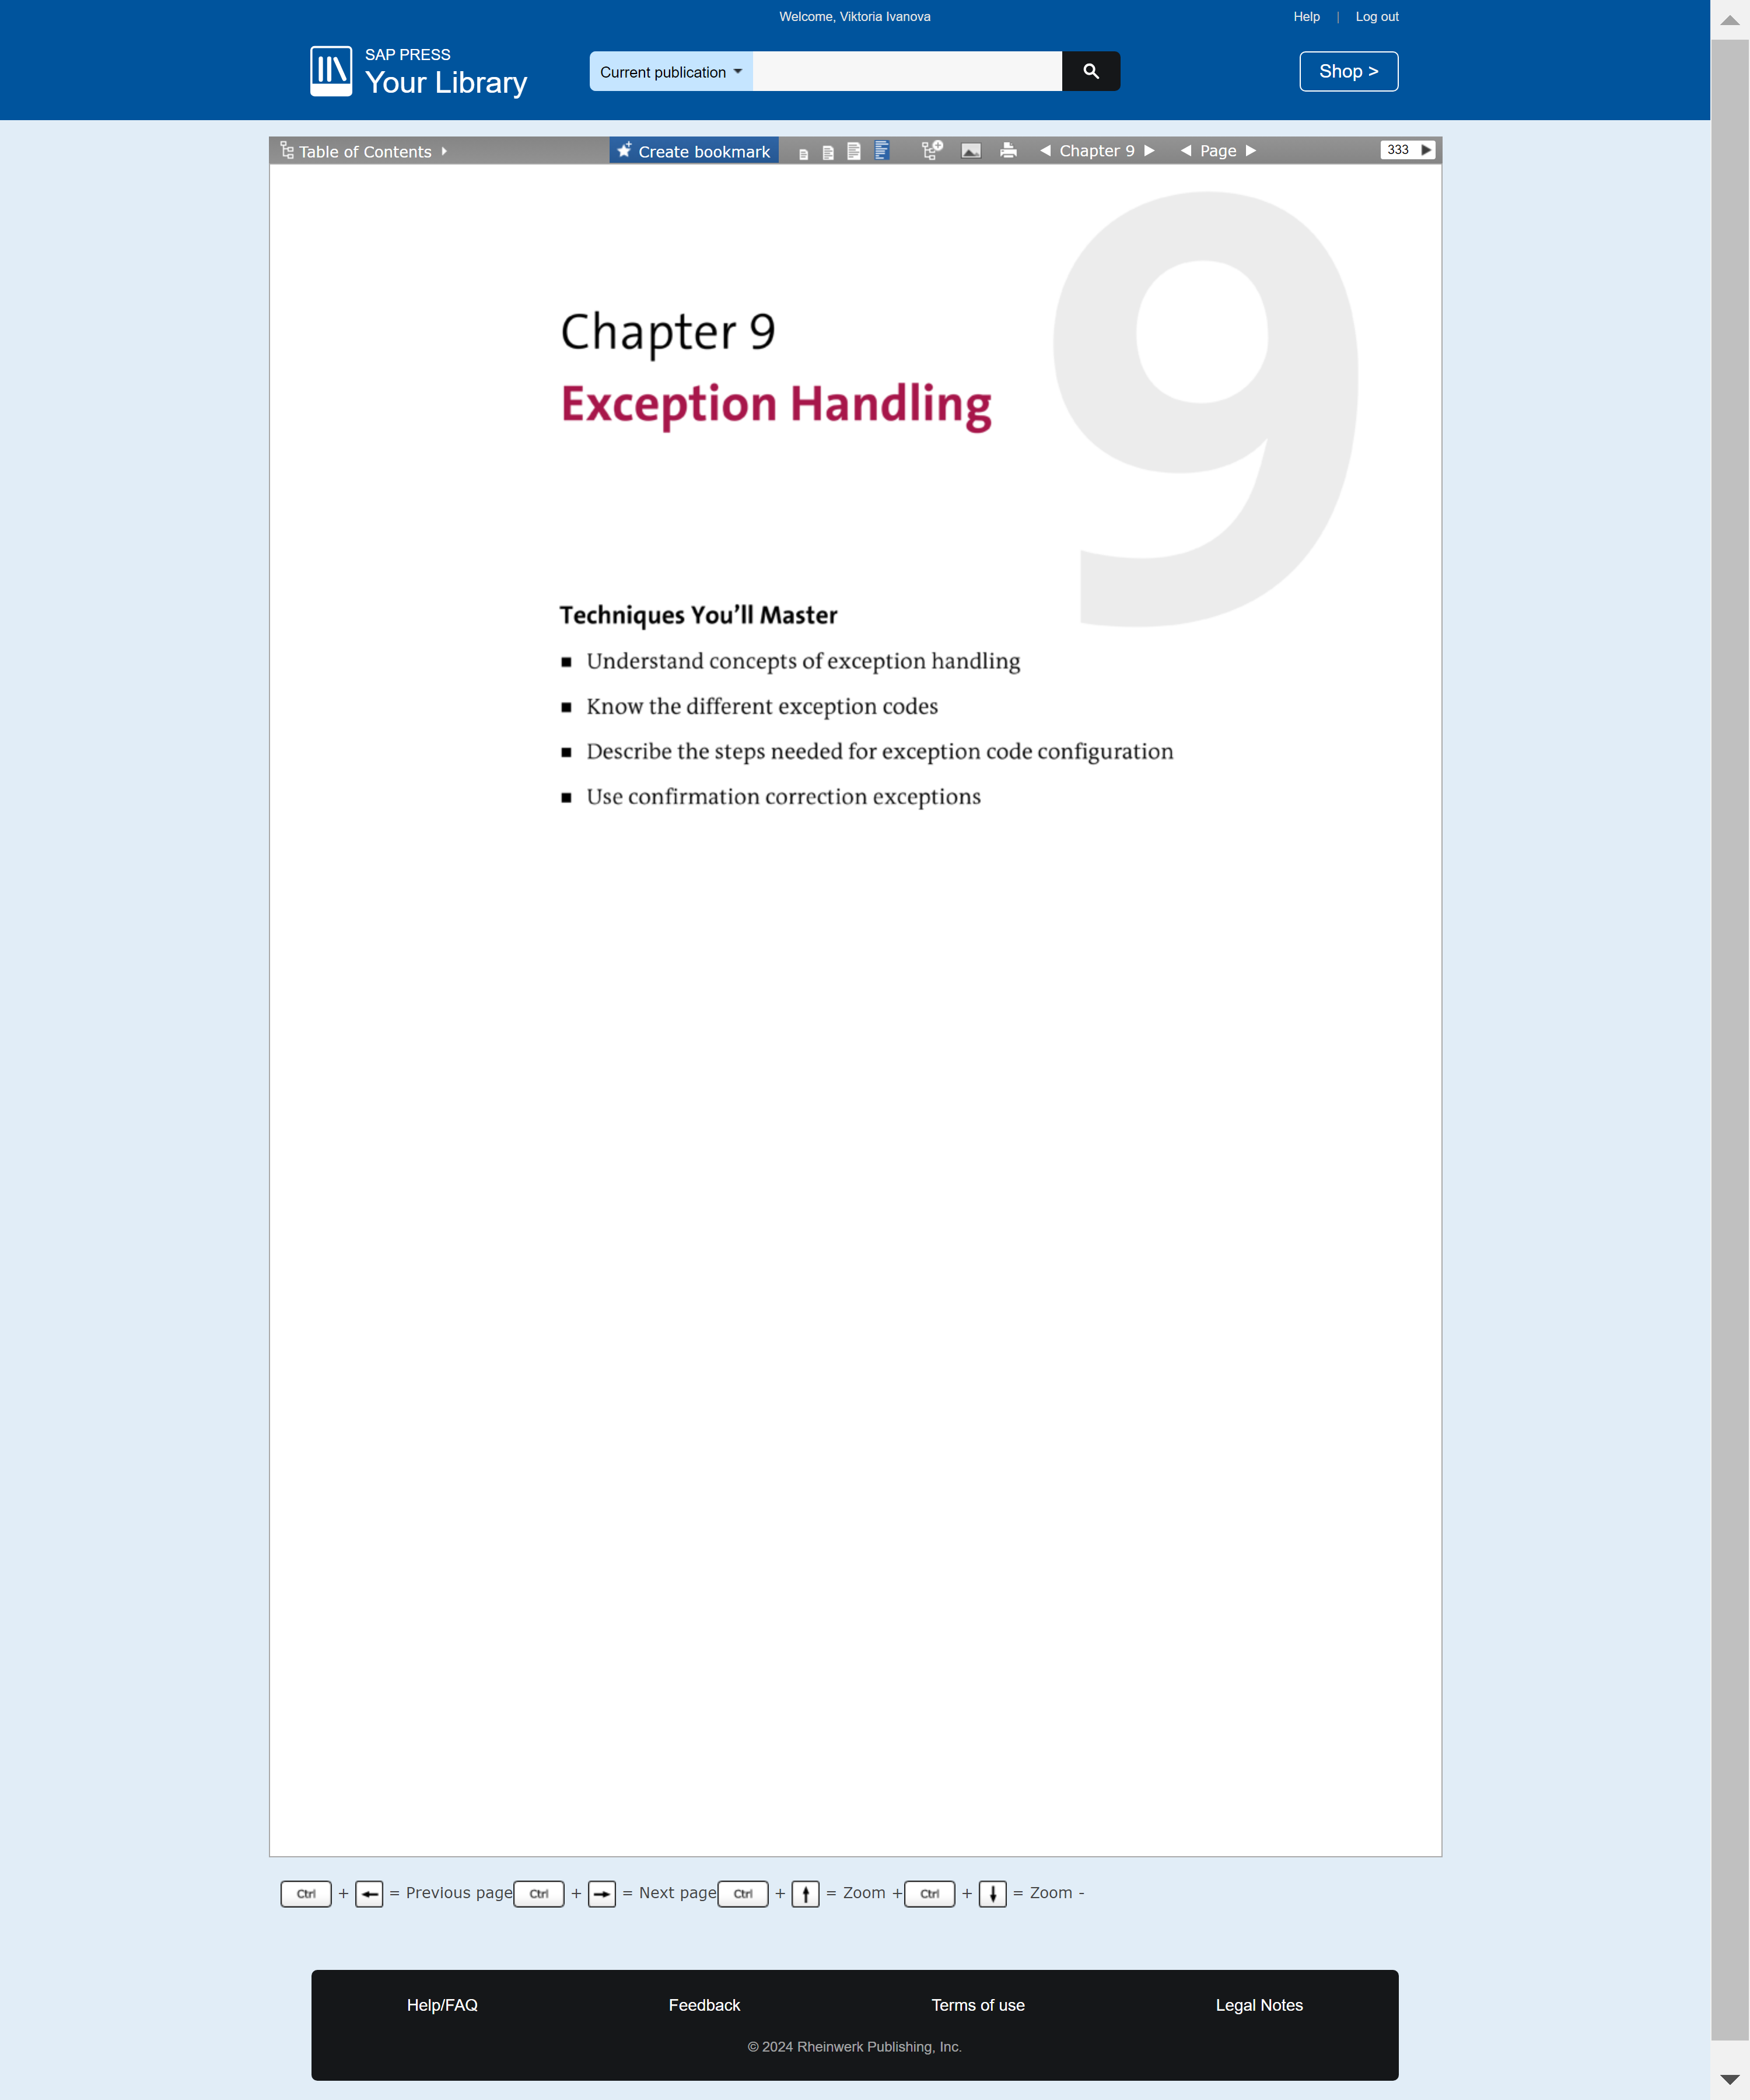 Welcome, Viktoria Ivanova
Help | Log out
SAP PRESS
Your Library
Current publication
Shop >
Table of Contents
Create bookmark
Chapter 9
Page
333
9
Chapter 9
Exception Handling
Techniques You'll Master
■ Understand concepts of exception handling
■ Know the different exception codes
■ Describe the steps needed for exception code configuration
■ Use confirmation correction exceptions
Ctrl + ← = Previous page Ctrl + → = Next page Ctrl + ↑ = Zoom + Ctrl + ↓ = Zoom -
Help/FAQ Feedback Terms of use Legal Notes
© 2024 Rheinwerk Publishing, Inc.